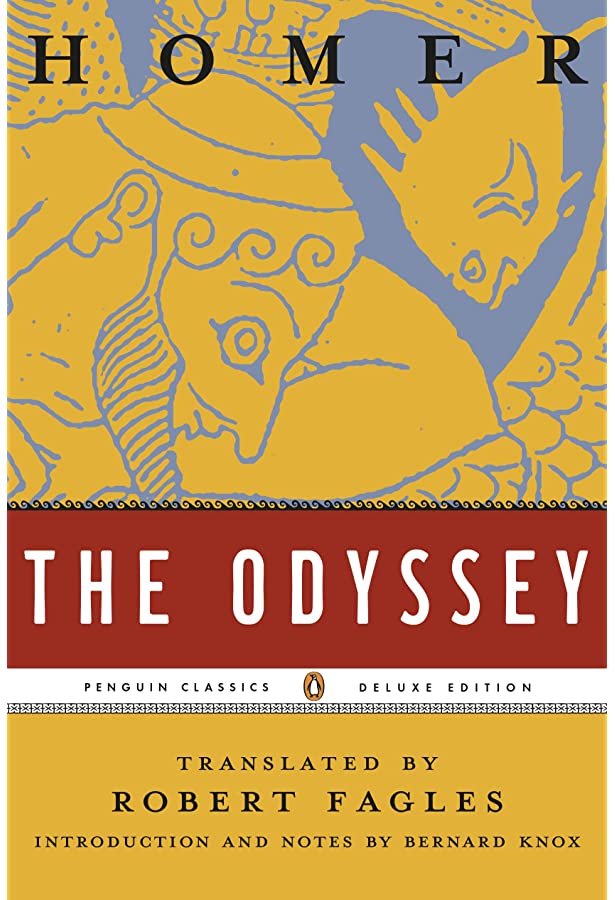 HOMER
THE ODYSSEY
PENGUIN CLASSICS DELUXE EDITION
TRANSLATED BY
ROBERT FAGLES
INTRODUCTION AND NOTES BY BERNARD KNOX